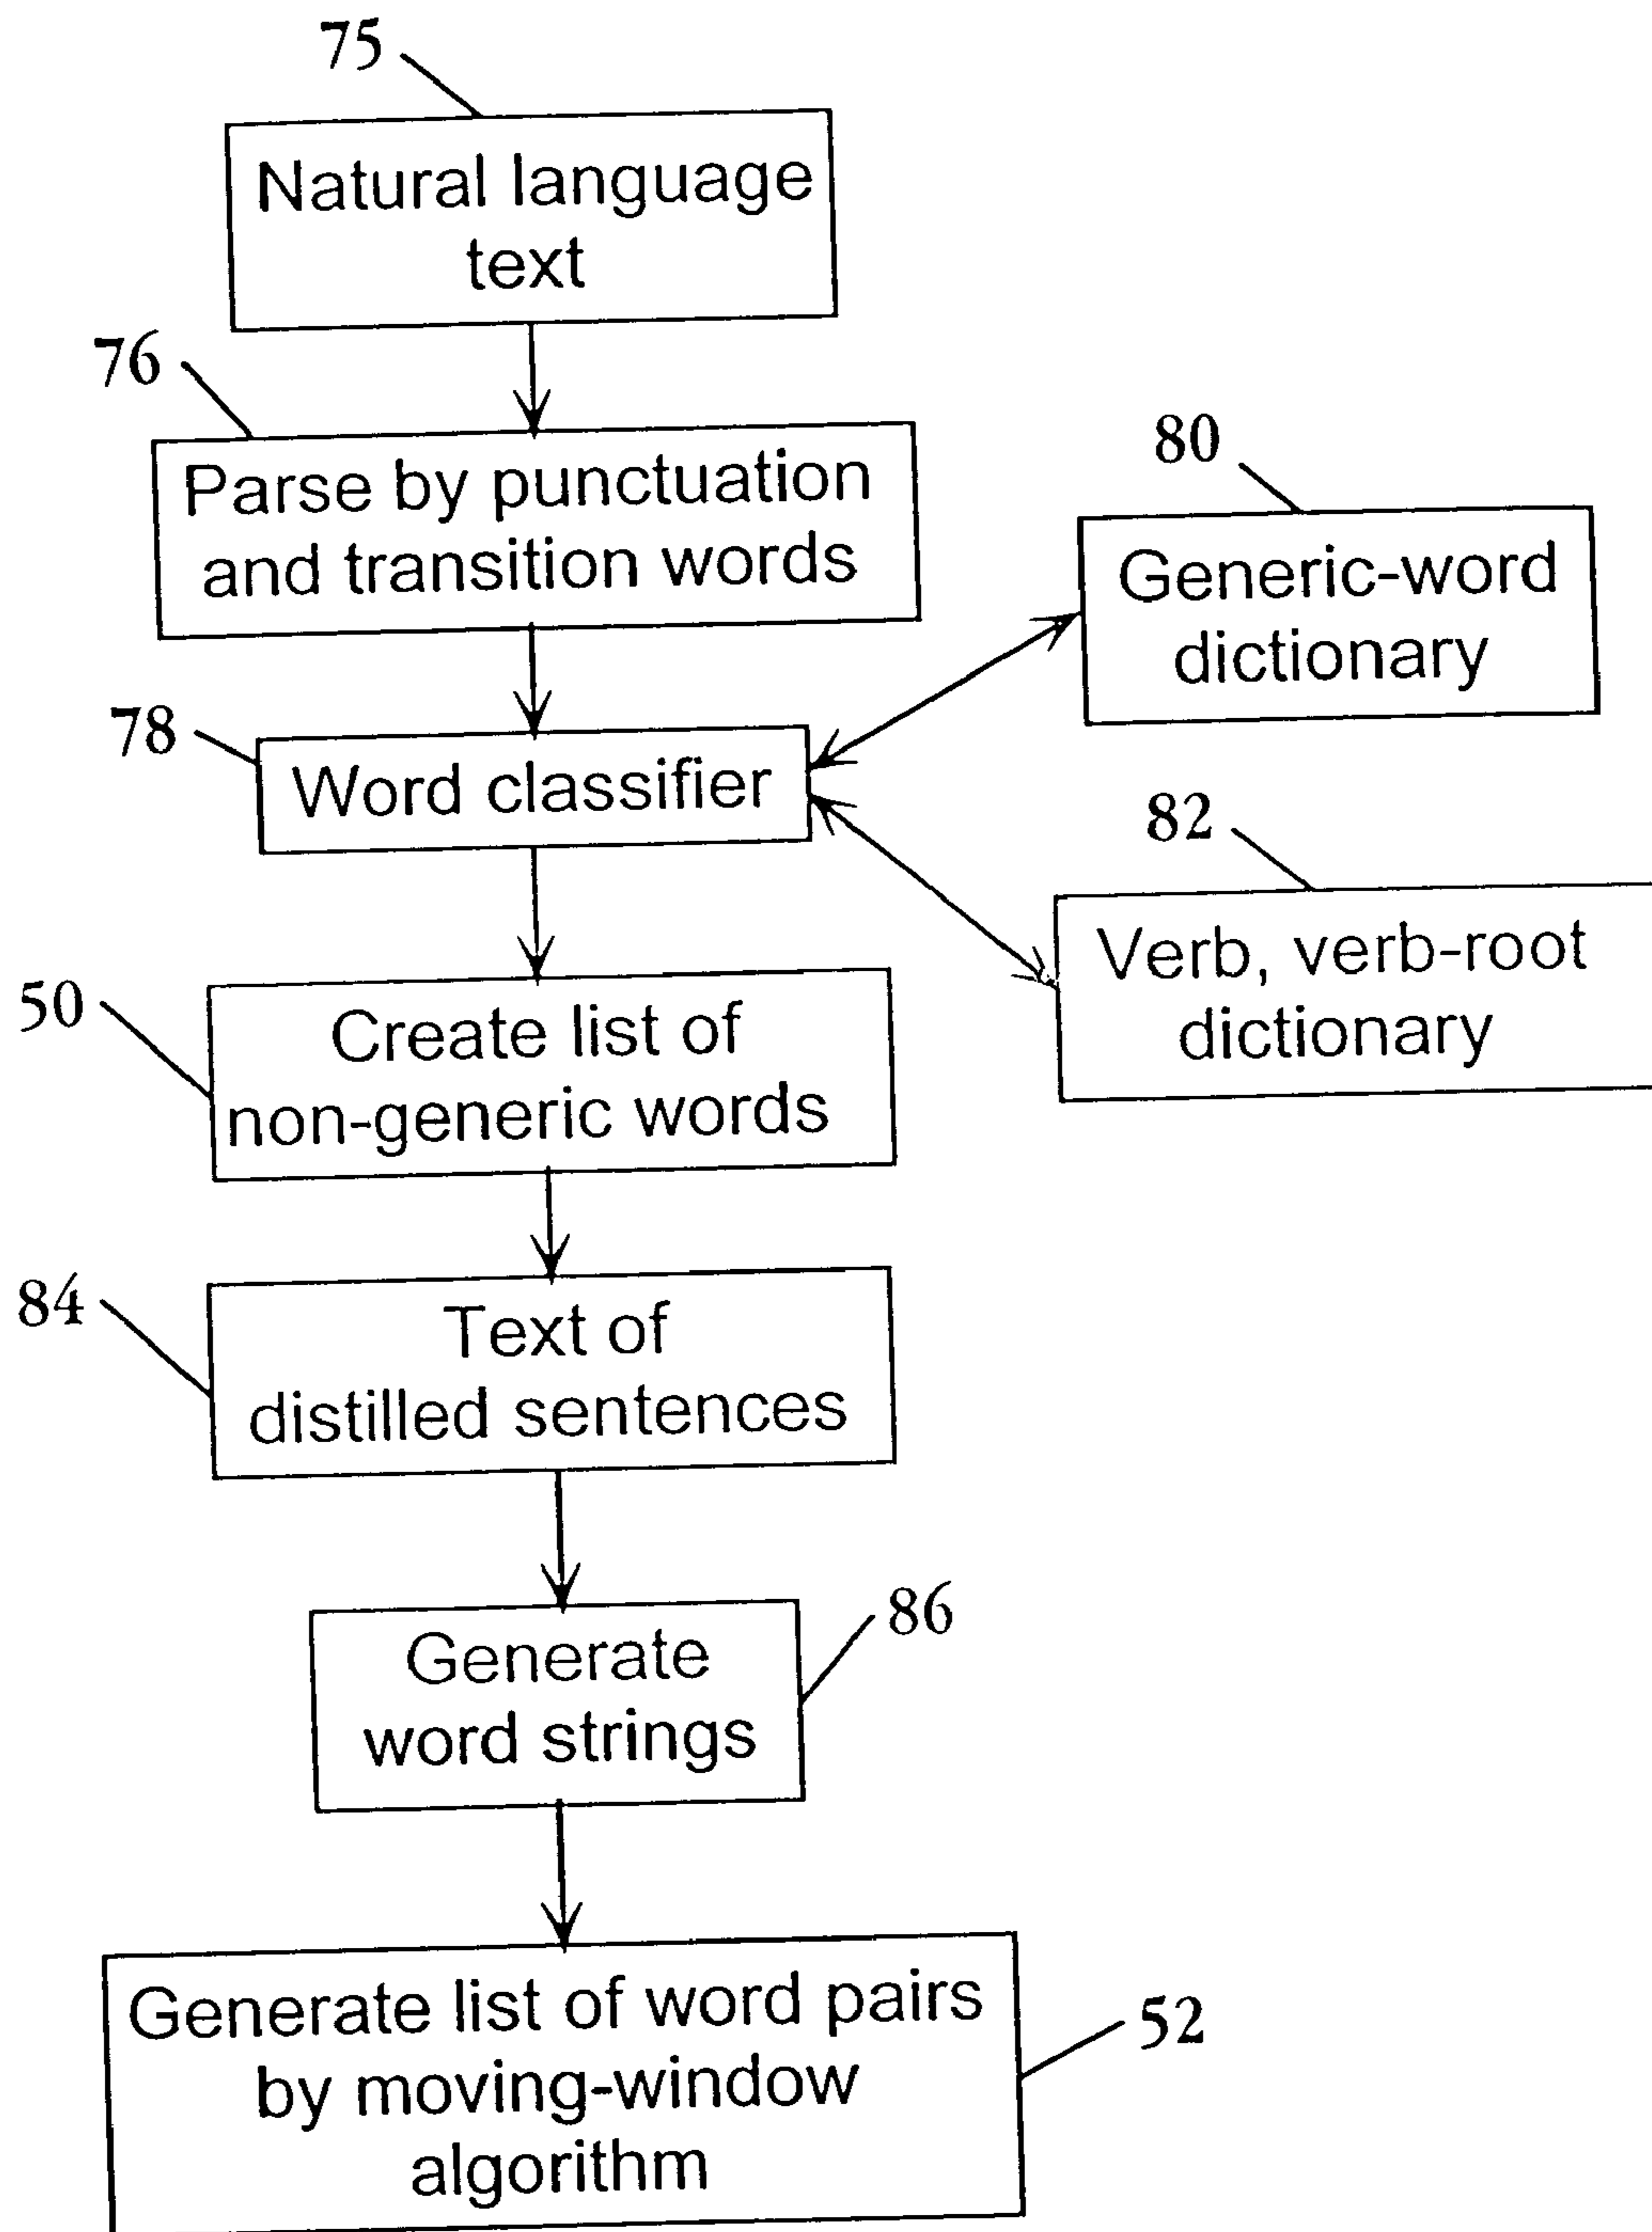 75
Natural language
text
76
Parse by punctuation
and transition words
80
Generic-word
dictionary
78
Word classifier
82
Verb, verb-root
dictionary
50
Create list of
non-generic words
84
Text of
distilled sentences
86
Generate
word strings
52
Generate list of word pairs
by moving-window
algorithm